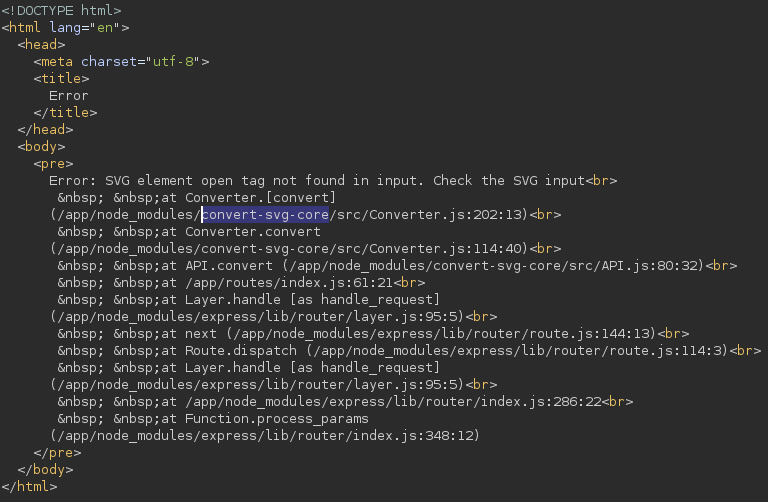 <!DOCTYPE html>
<html lang="en">
<head>
<meta charset="utf-8">
<title>
Error
</title>
</head>
<body>
<pre>
Error: SVG element open tag not found in input. Check the SVG input<br>
&nbsp; &nbsp;at Converter.[convert]
(/app/node_modules/convert-svg-core/src/Converter.js:202:13)<br>
&nbsp; &nbsp;at Converter.convert
(/app/node_modules/convert-svg-core/src/Converter.js:114:40)<br>
&nbsp; &nbsp;at API.convert (/app/node_modules/convert-svg-core/src/API.js:80:32)<br>
&nbsp; &nbsp;at /app/routes/index.js:61:21<br>
&nbsp; &nbsp;at Layer.handle [as handle_request]
(/app/node_modules/express/lib/router/layer.js:95:5)<br>
&nbsp; &nbsp;at next (/app/node_modules/express/lib/router/route.js:144:13)<br>
&nbsp; &nbsp;at Route.dispatch (/app/node_modules/express/lib/router/route.js:114:3)<br>
&nbsp; &nbsp;at Layer.handle [as handle_request]
(/app/node_modules/express/lib/router/layer.js:95:5)<br>
&nbsp; &nbsp;at /app/node_modules/express/lib/router/index.js:286:22<br>
&nbsp; &nbsp;at Function.process_params
(/app/node_modules/express/lib/router/index.js:348:12)
</pre>
</body>
</html>